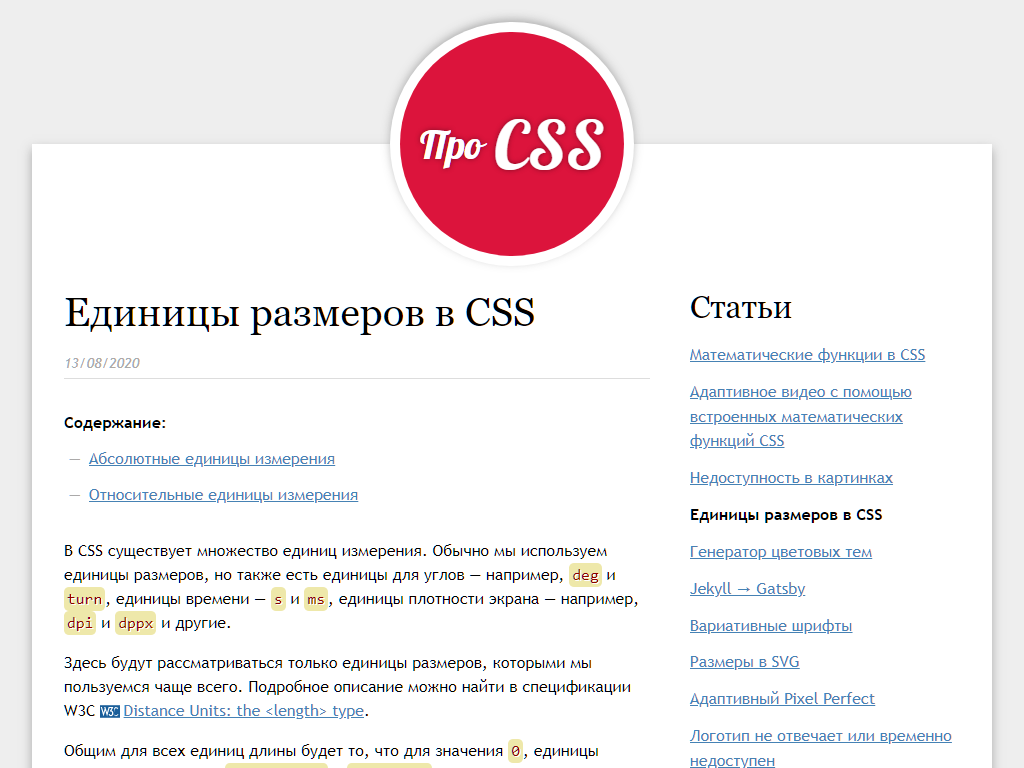 Про CSS
Единицы размеров в CSS
13/08/2020
Содержание:
— Абсолютные единицы измерения
— Относительные единицы измерения
В CSS существует множество единиц измерения. Обычно мы используем
единицы размеров, но также есть единицы для углов — например, deg и
turn, единицы времени — s и ms, единицы плотности экрана — например,
dpi и dppx и другие.
Здесь будут рассматриваться только единицы размеров, которыми мы
пользуемся чаще всего. Подробное описание можно найти в спецификации
W3C W3C Distance Units: the <length> type.
Общим для всех единиц длины будет то, что для значения 0, единицы
Статьи
Математические функции в CSS
Адаптивное видео с помощью
встроенных математических
функций CSS
Недоступность в картинках
Единицы размеров в CSS
Генератор цветовых тем
Jekyll → Gatsby
Вариативные шрифты
Размеры в SVG
Адаптивный Pixel Perfect
Логотип не отвечает или временно
недоступен